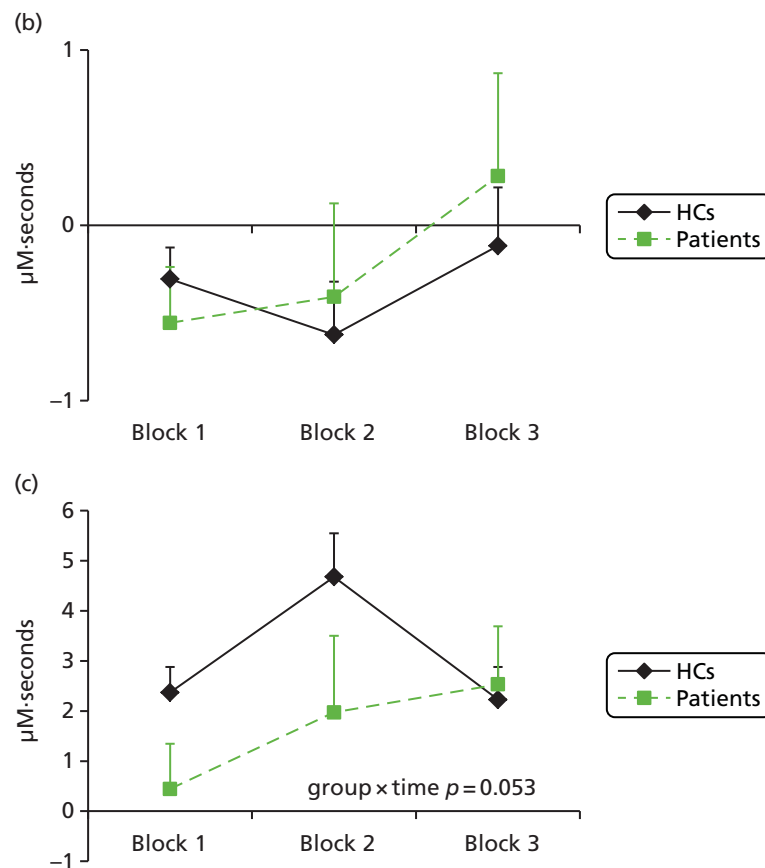 (b)
1
0
−1
μM·seconds
Block 1 Block 2 Block 3
HCs
Patients
(c)
6
5
4
3
2
1
0
−1
μM·seconds
group × time p = 0.053
Block 1 Block 2 Block 3
HCs
Patients